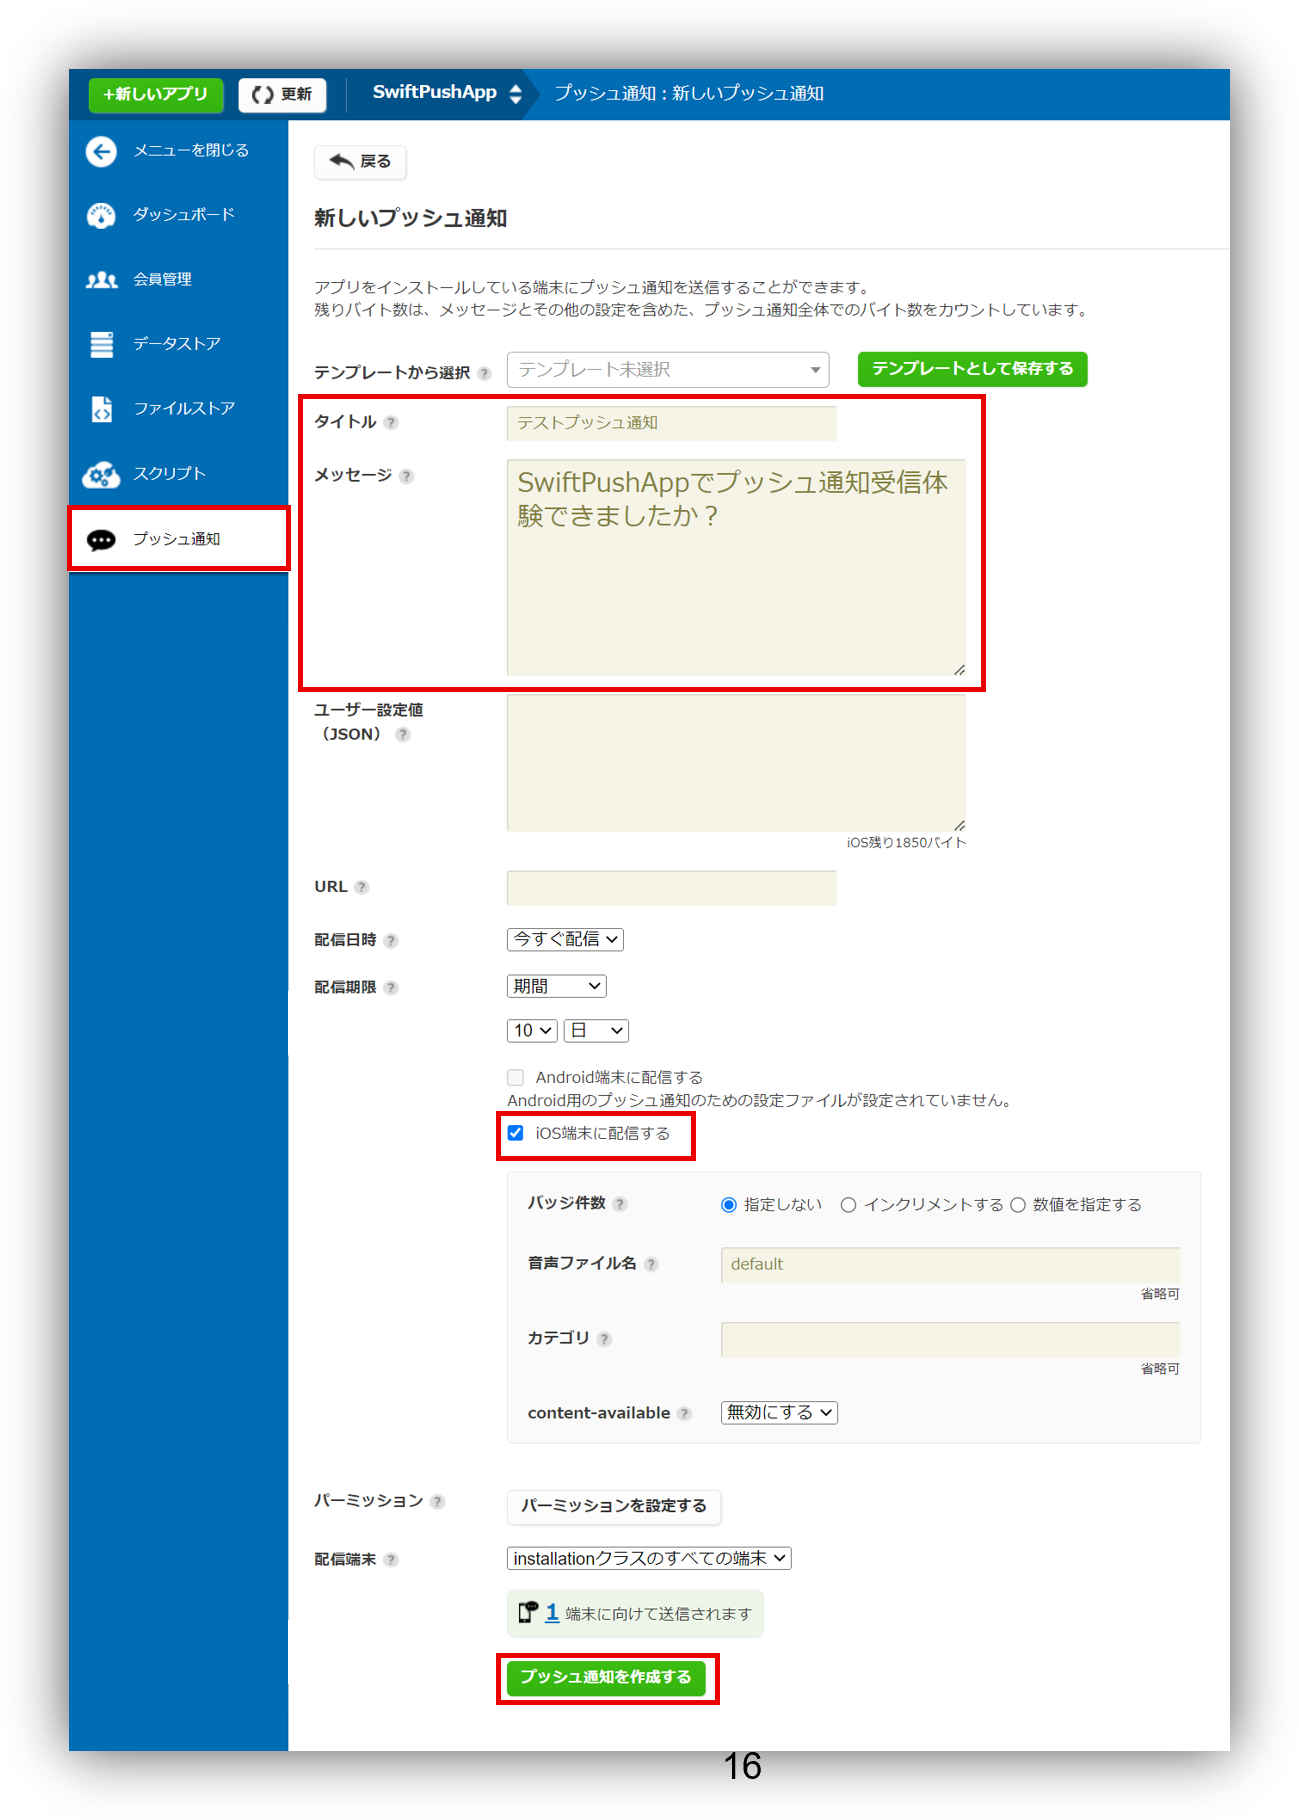 +新しいアプリ
更新
SwiftPushApp
プッシュ通知：新しいプッシュ通知
メニューを閉じる
ダッシュボード
会員管理
データストア
ファイルストア
スクリプト
プッシュ通知
戻る
新しいプッシュ通知
アプリをインストールしている端末にプッシュ通知を送信することができます。
残りバイト数は、メッセージとその他の設定を含めた、プッシュ通知全体でのバイト数をカウントしています。
テンプレートから選択 ?
テンプレート未選択
テンプレートとして保存する
タイトル ?
テストプッシュ通知
メッセージ ?
SwiftPushAppでプッシュ通知受信体
験できましたか？
ユーザー設定値
（JSON） ?
iOS残り1850バイト
URL ?
配信日時 ?
今すぐ配信
配信期限 ?
期間
10
日
Android端末に配信する
Android用のプッシュ通知のための設定ファイルが設定されていません。
iOS端末に配信する
バッジ件数 ?
指定しない
インクリメントする
数値を指定する
音声ファイル名 ?
default
省略可
カテゴリ ?
省略可
content-available ?
無効にする
パーミッション ?
パーミッションを設定する
配信端末 ?
installationクラスのすべての端末
1 端末に向けて送信されます
プッシュ通知を作成する
16